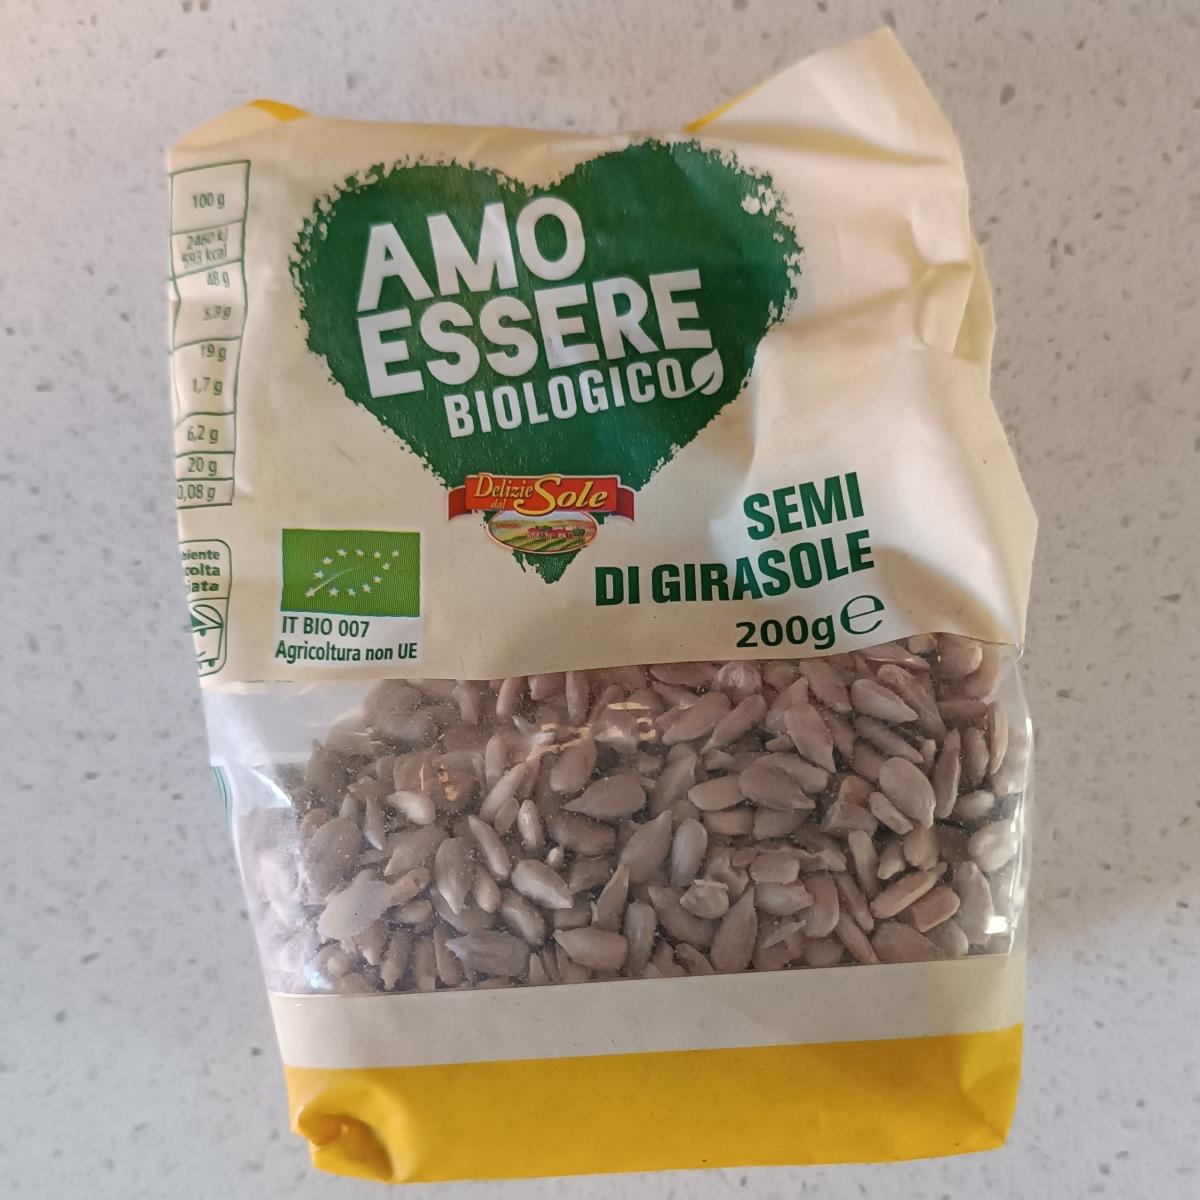 100 g
2460 kJ
593 kcal
48 g
5,9 g
19 g
1,7 g
6,2 g
20 g
0,08 g
AMO
ESSERE
BIOLOGICO
Delizie
dal Sole
SEMI
DI GIRASOLE
200g e
IT BIO 007
Agricoltura non UE